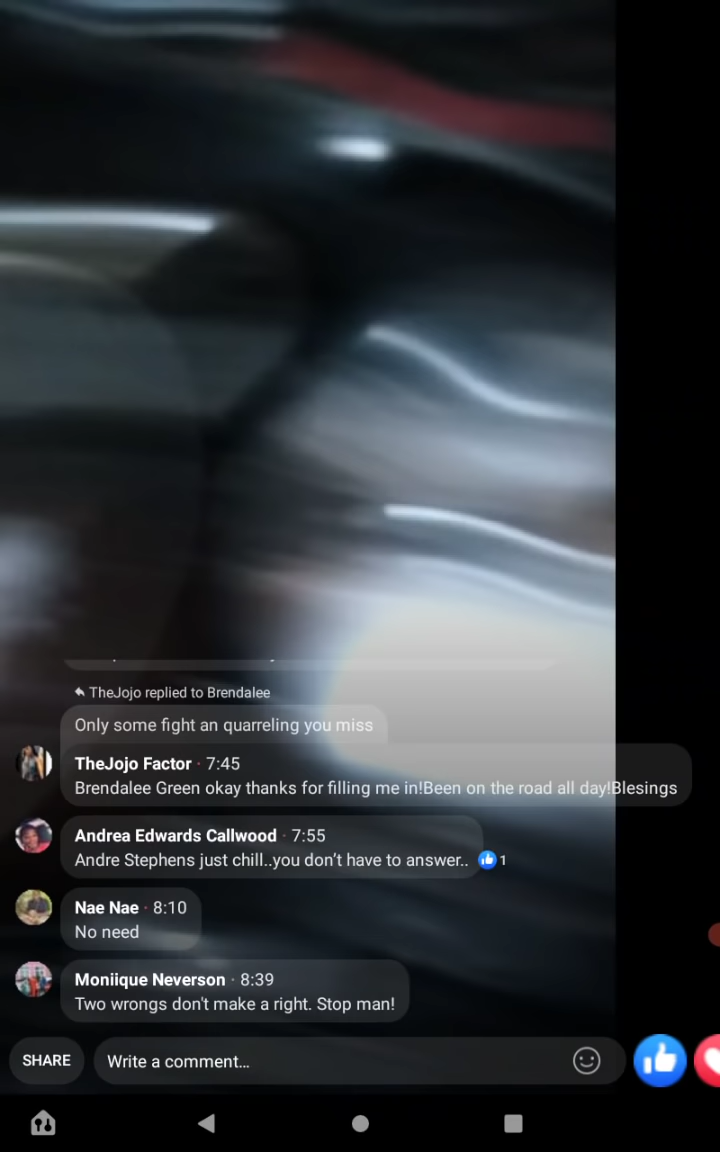 TheJojo replied to Brendalee
Only some fight an quarreling you miss
TheJojo Factor · 7:45
Brendalee Green okay thanks for filling me in!Been on the road all day!Blesings
Andrea Edwards Callwood · 7:55
Andre Stephens just chill..you don’t have to answer.. 1
Nae Nae · 8:10
No need
Moniique Neverson · 8:39
Two wrongs don't make a right. Stop man!
SHARE
Write a comment...